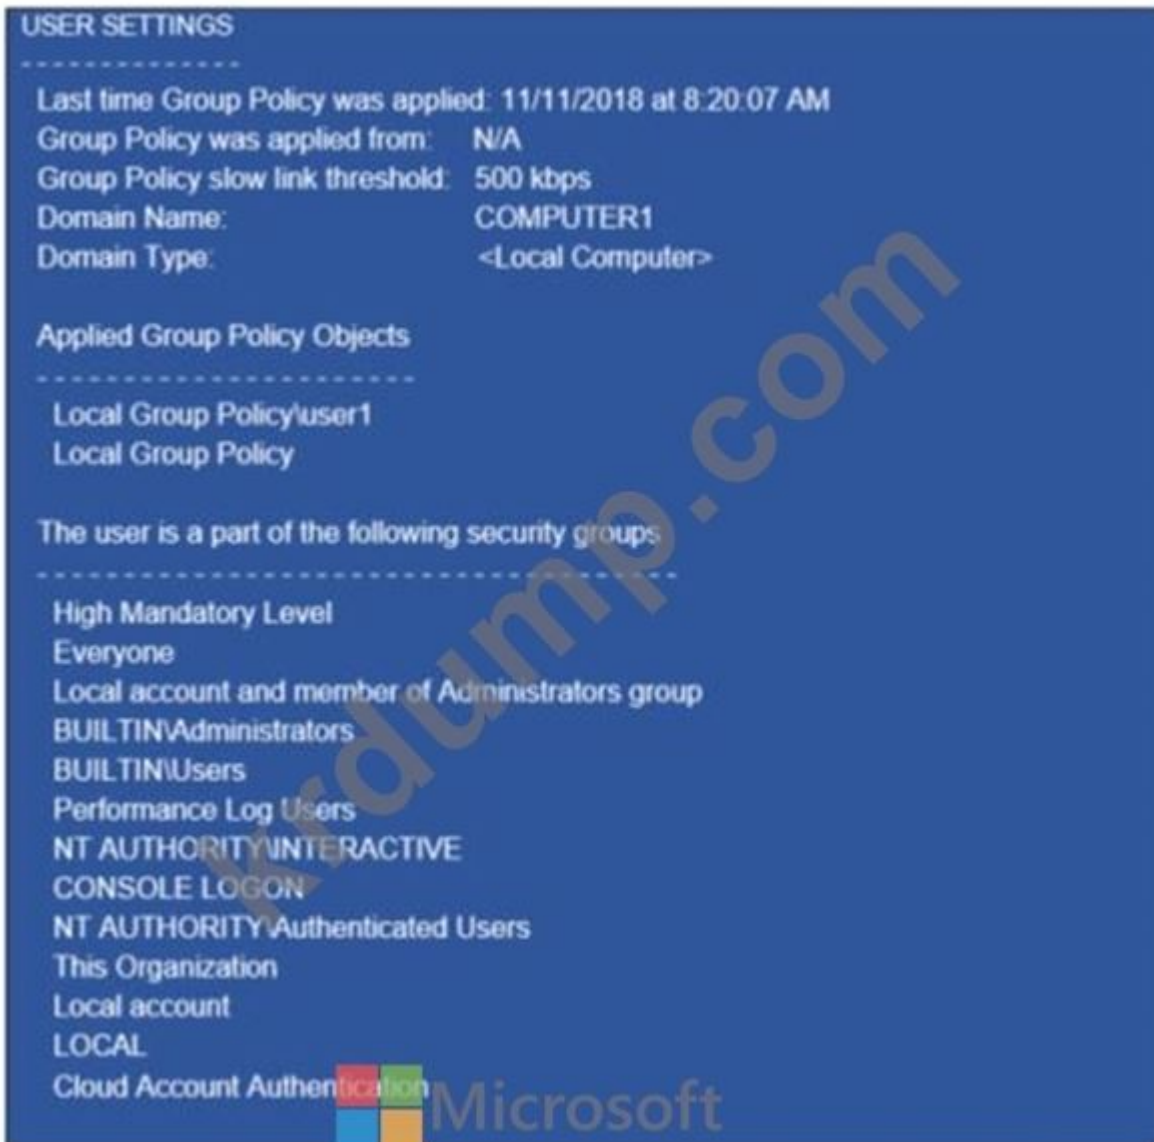 USER SETTINGS
--------------
Last time Group Policy was applied: 11/11/2018 at 8:20:07 AM
Group Policy was applied from: N/A
Group Policy slow link threshold: 500 kbps
Domain Name: COMPUTER1
Domain Type: <Local Computer>
Applied Group Policy Objects
-----------------------
Local Group Policy\user1
Local Group Policy
The user is a part of the following security groups
---------------------------------------
High Mandatory Level
Everyone
Local account and member of Administrators group
BUILTIN\Administrators
BUILTIN\Users
Performance Log Users
NT AUTHORITY\INTERACTIVE
CONSOLE LOGON
NT AUTHORITY\Authenticated Users
This Organization
Local account
LOCAL
Cloud Account Authentication
Microsoft
krdump.com